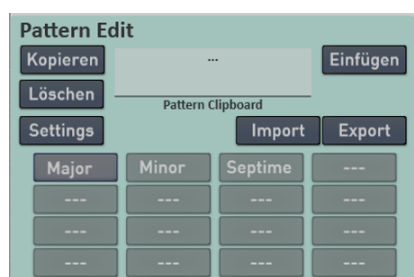 Pattern Edit
Kopieren ... Einfügen
Löschen
Pattern Clipboard
Settings Import Export
Major Minor Septime ---
--- --- --- ---
--- --- --- ---
--- --- --- ---